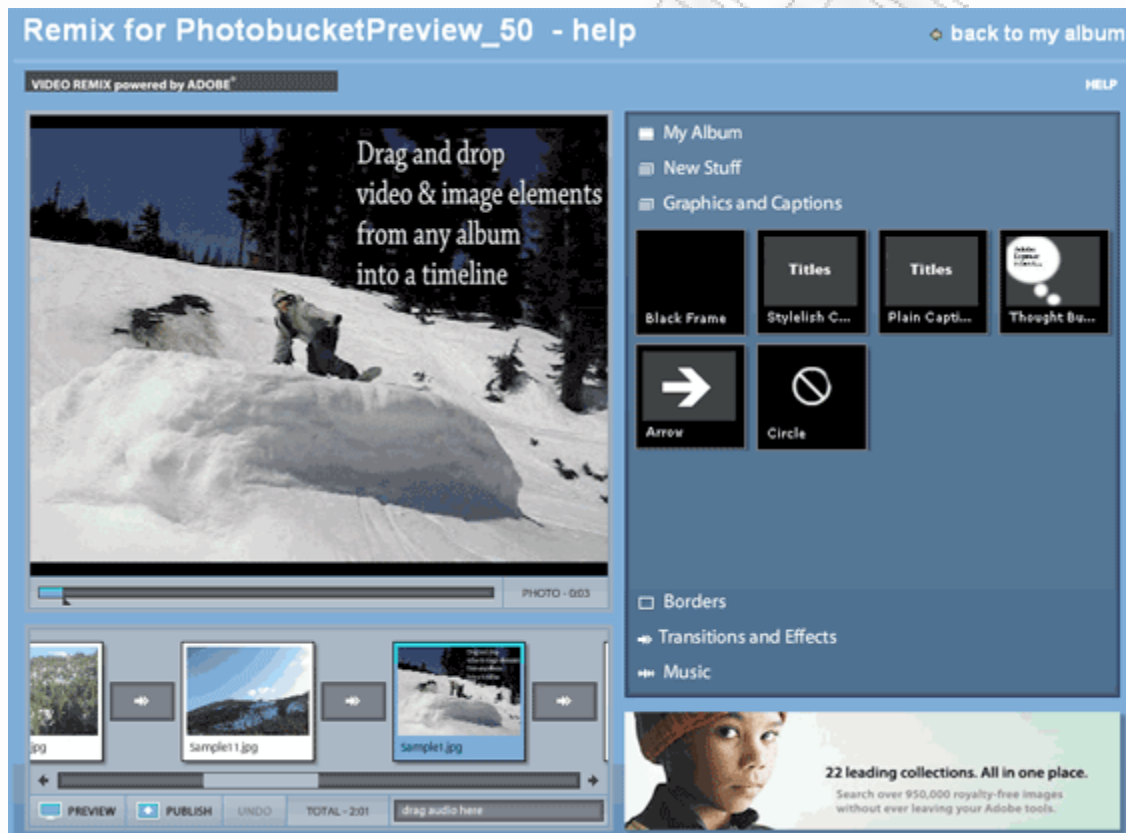 Remix for PhotobucketPreview_50 - help
back to my album
VIDEO REMIX powered by ADOBE®
HELP
Drag and drop
video & image elements
from any album
into a timeline
PHOTO - 0:03
My Album
New Stuff
Graphics and Captions
Black Frame
Titles
Stylelish C...
Titles
Plain Capti...
Thought Bu...
Arrow
Circle
Borders
Transitions and Effects
Music
jpg
Sample11.jpg
Sample1.jpg
PREVIEW
PUBLISH
UNDO
TOTAL - 2:01
drag audio here
22 leading collections. All in one place.
Search over 950,000 royalty-free images
without ever leaving your Adobe tools.